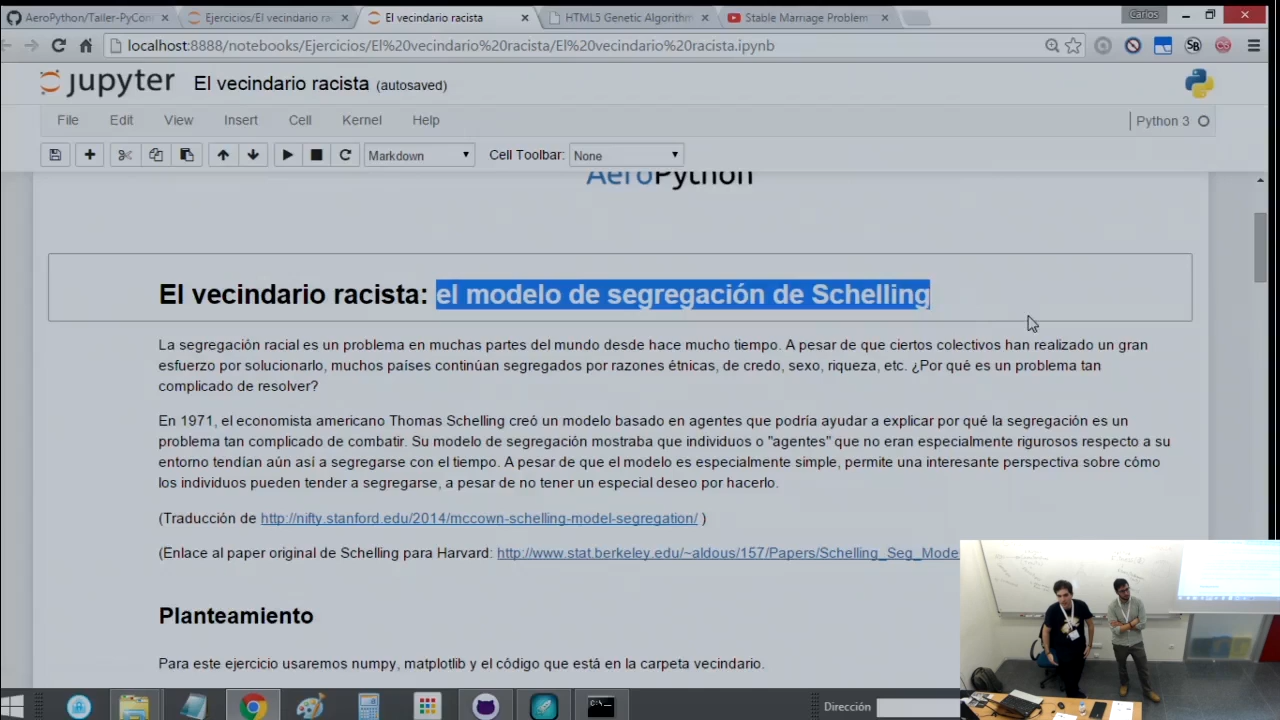 AeroPython/Taller-PyCon
Ejercicios/El vecindario ra
El vecindario racista
HTML5 Genetic Algorithm
Stable Marriage Problem
Carlos
localhost:8888/notebooks/Ejercicios/El%20vecindario%20racista/El%20vecindario%20racista.ipynb
jupyter El vecindario racista (autosaved)
File Edit View Insert Cell Kernel Help Python 3
Markdown Cell Toolbar: None
AeroPython
El vecindario racista: el modelo de segregación de Schelling
La segregación racial es un problema en muchas partes del mundo desde hace mucho tiempo. A pesar de que ciertos colectivos han realizado un gran
esfuerzo por solucionarlo, muchos países continúan segregados por razones étnicas, de credo, sexo, riqueza, etc. ¿Por qué es un problema tan
complicado de resolver?
En 1971, el economista americano Thomas Schelling creó un modelo basado en agentes que podría ayudar a explicar por qué la segregación es un
problema tan complicado de combatir. Su modelo de segregación mostraba que individuos o "agentes" que no eran especialmente rigurosos respecto a su
entorno tendían aún así a segregarse con el tiempo. A pesar de que el modelo es especialmente simple, permite una interesante perspectiva sobre cómo
los individuos pueden tender a segregarse, a pesar de no tener un especial deseo por hacerlo.
(Traducción de http://nifty.stanford.edu/2014/mccown-schelling-model-segregation/ )
(Enlace al paper original de Schelling para Harvard: http://www.stat.berkeley.edu/~aldous/157/Papers/Schelling_Seg_Mode
Planteamiento
Para este ejercicio usaremos numpy, matplotlib y el código que está en la carpeta vecindario.
Dirección